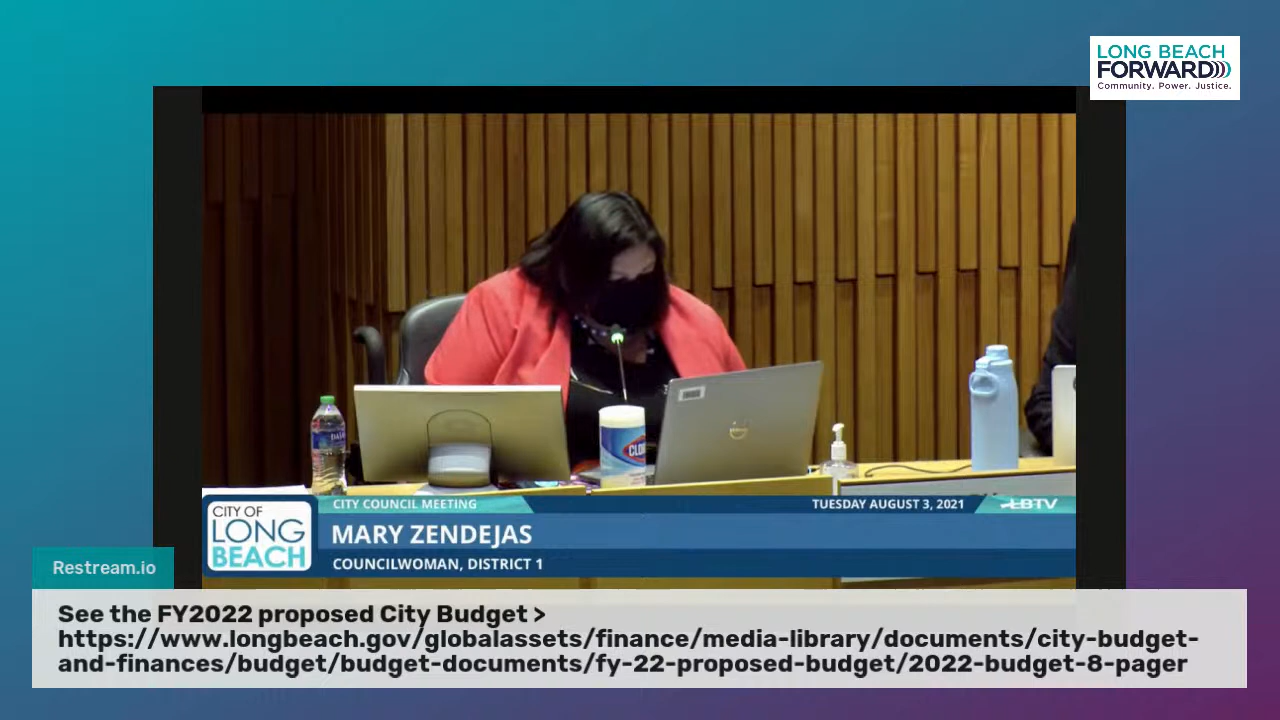 LONG BEACH
FORWARD
Community. Power. Justice.
CLO
CITY COUNCIL MEETING
TUESDAY AUGUST 3, 2021
LBTV
CITY OF
LONG
BEACH
MARY ZENDEJAS
COUNCILWOMAN, DISTRICT 1
Restream.io
See the FY2022 proposed City Budget >
https://www.longbeach.gov/globalassets/finance/media-library/documents/city-budget-
and-finances/budget/budget-documents/fy-22-proposed-budget/2022-budget-8-pager